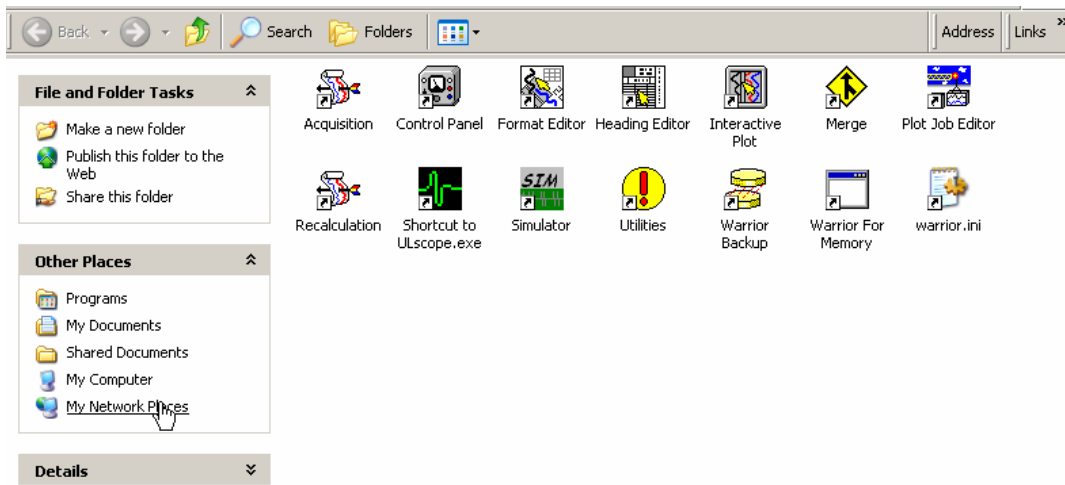 Back Search Folders Address Links »
File and Folder Tasks
Make a new folder
Publish this folder to the
Web
Share this folder
Other Places
Programs
My Documents
Shared Documents
My Computer
My Network Places
Details
Acquisition Control Panel Format Editor Heading Editor Interactive
Plot Merge Plot Job Editor
SIM
Recalculation Shortcut to
ULscope.exe Simulator Utilities Warrior
Backup Warrior For
Memory warrior.ini